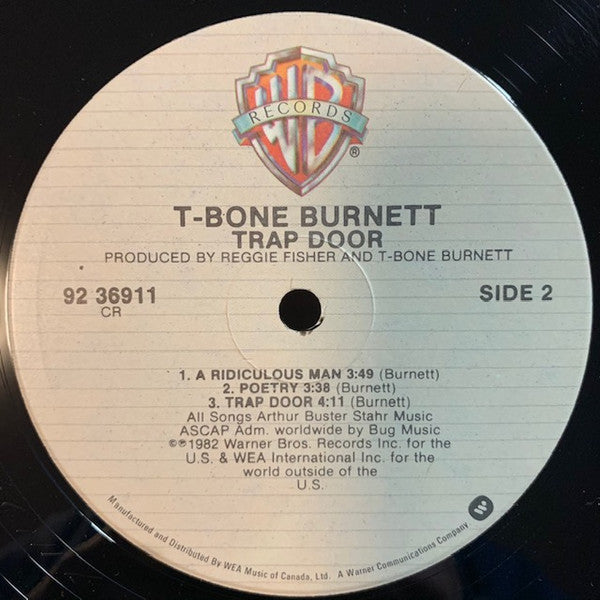 WB
RECORDS
®
T-BONE BURNETT
TRAP DOOR
PRODUCED BY REGGIE FISHER AND T-BONE BURNETT
92 36911
SIDE 2
CR
1. A RIDICULOUS MAN 3:49 (Burnett)
2. POETRY 3:38 (Burnett)
3. TRAP DOOR 4:11 (Burnett)
All Songs Arthur Buster Stahr Music
ASCAP Adm. worldwide by Bug Music
©℗1982 Warner Bros. Records Inc. for the
U.S. & WEA International Inc. for the
world outside of the
U.S.
Manufactured and Distributed By WEA Music of Canada, Ltd. A Warner Communications Company